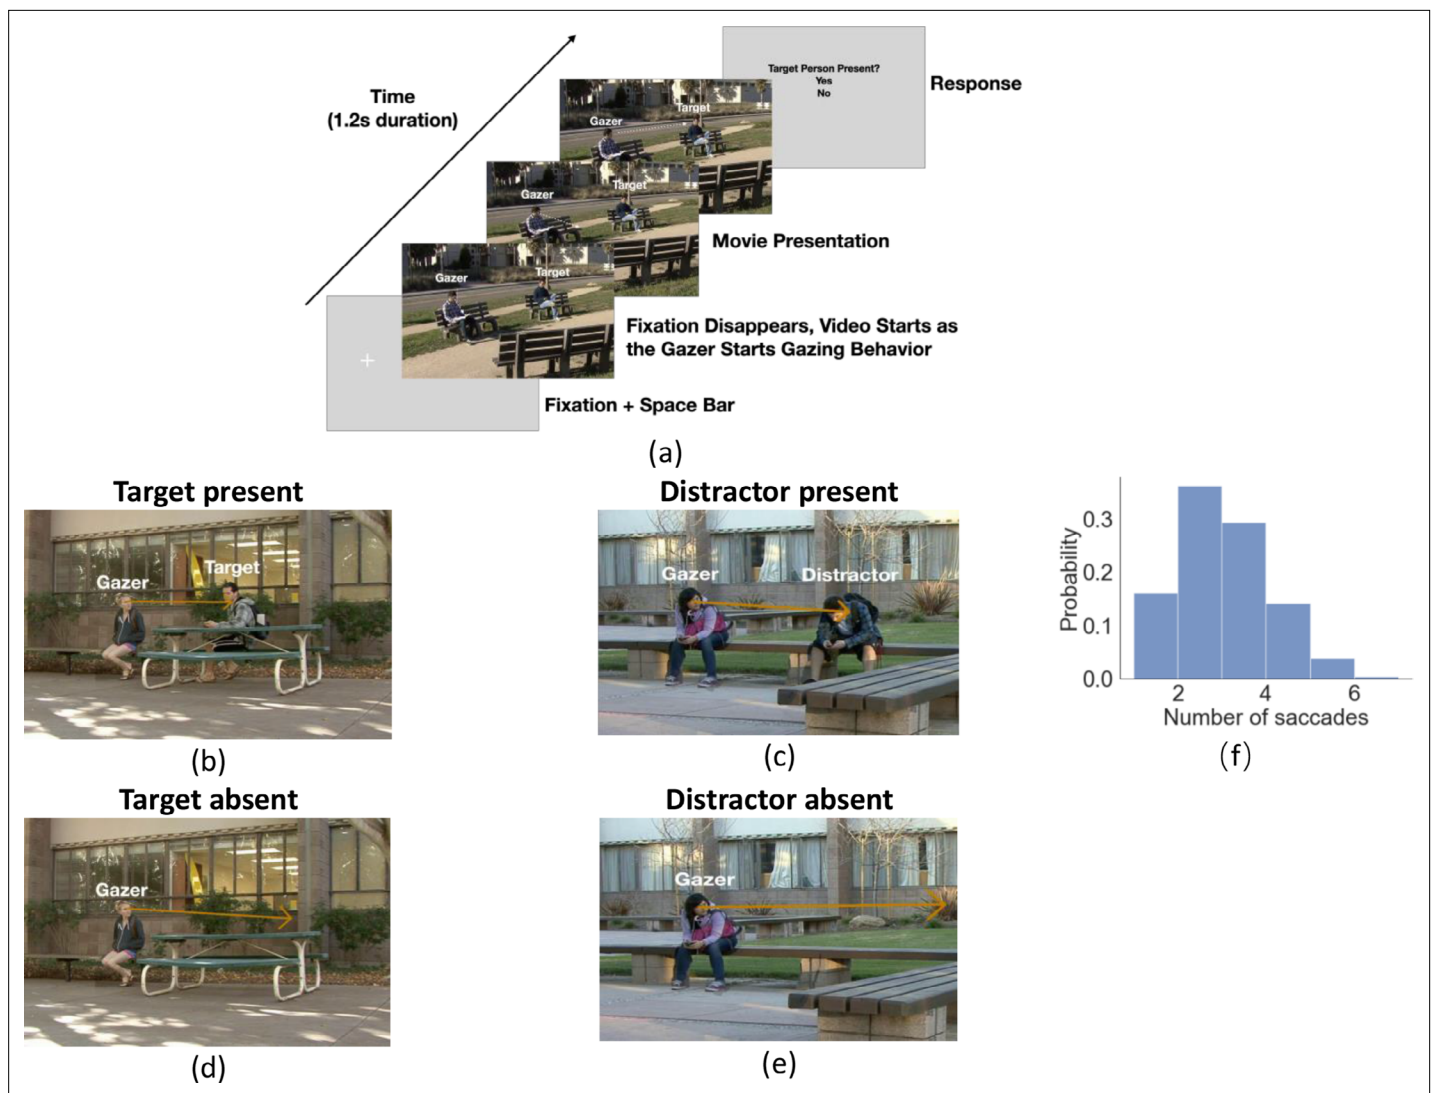 Time
(1.2s duration)
Target Person Present?
Yes
No
Response
Target
Gazer
Target
Gazer
Movie Presentation
Target
Gazer
Fixation Disappears, Video Starts as
the Gazer Starts Gazing Behavior
Fixation + Space Bar
(a)
Target present
Gazer
Target
(b)
Distractor present
Gazer
Distractor
(c)
Probability
0.3
0.2
0.1
0.0
2 4 6
Number of saccades
(f)
Target absent
Gazer
(d)
Distractor absent
Gazer
(e)